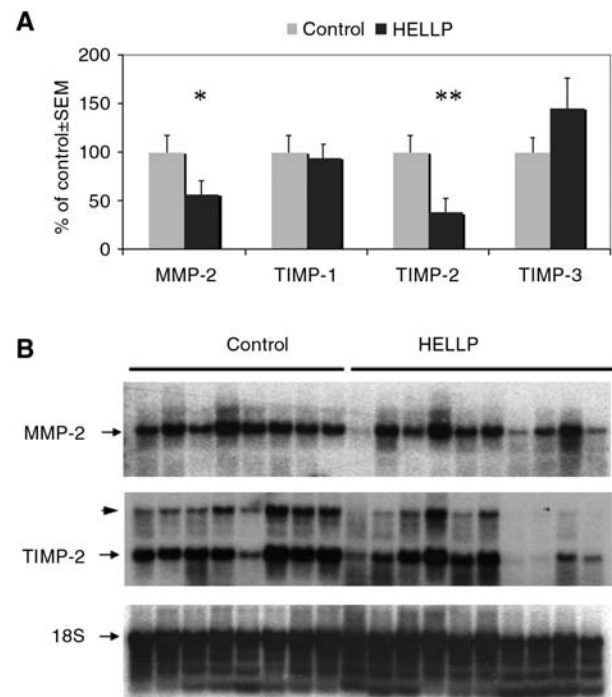 A
Control HELLP
% of control±SEM
200
150
100
50
0
* **
MMP-2 TIMP-1 TIMP-2 TIMP-3
B
Control HELLP
MMP-2
TIMP-2
18S